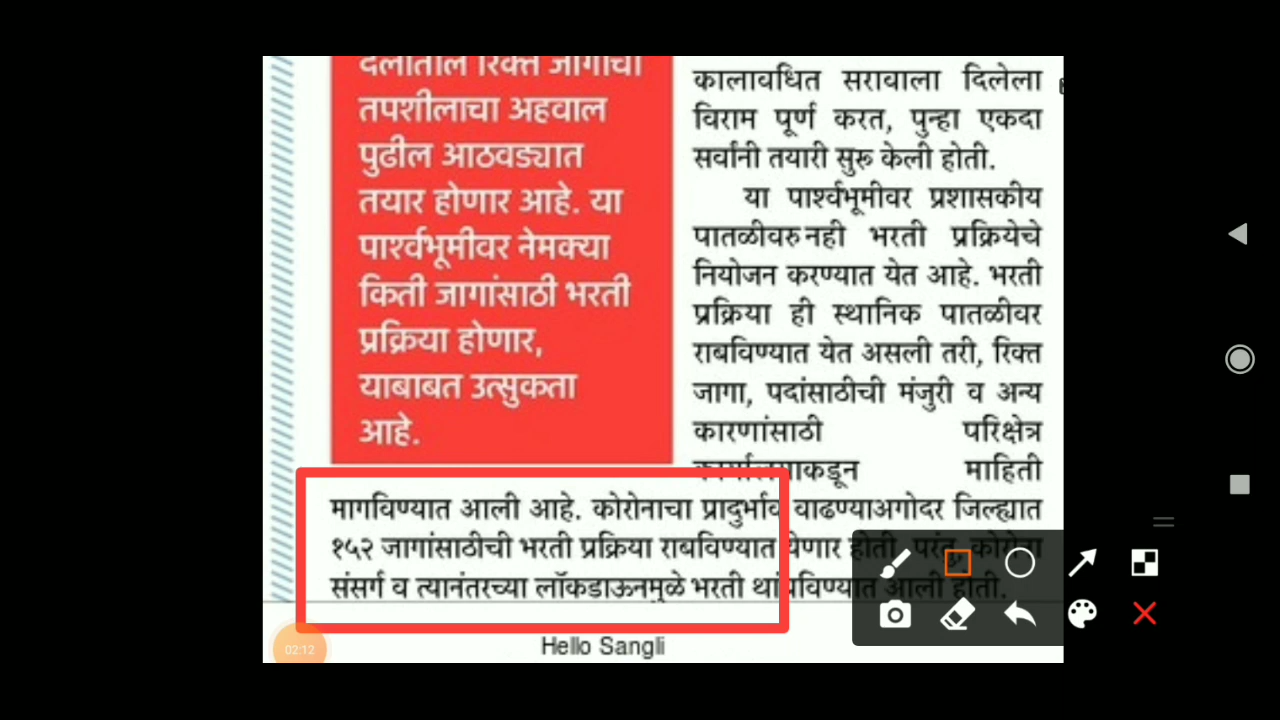 दलातील रिक्त जागांचा
तपशीलाचा अहवाल
पुढील आठवड्यात
तयार होणार आहे. या
पार्श्वभूमीवर नेमक्या
किती जागांसाठी भरती
प्रक्रिया होणार,
याबाबत उत्सुकता
आहे.
कालावधित सरावाला दिलेला
विराम पूर्ण करत, पुन्हा एकदा
सर्वांनी तयारी सुरू केली होती.
या पार्श्वभूमीवर प्रशासकीय
पातळीवरुनही भरती प्रक्रियेचे
नियोजन करण्यात येत आहे. भरती
प्रक्रिया ही स्थानिक पातळीवर
राबविण्यात येत असली तरी, रिक्त
जागा, पदांसाठीची मंजुरी व अन्य
कारणांसाठी परिक्षेत्र
कार्यालयाकडून माहिती
मागविण्यात आली आहे. कोरोनाचा प्रादुर्भाव वाढण्याअगोदर जिल्ह्यात
१५२ जागांसाठीची भरती प्रक्रिया राबविण्यात येणार होती. परंतु, कोरोना
संसर्ग व त्यानंतरच्या लॉकडाऊनमुळे भरती थांबविण्यात आली होती.
Hello Sangli
02:12